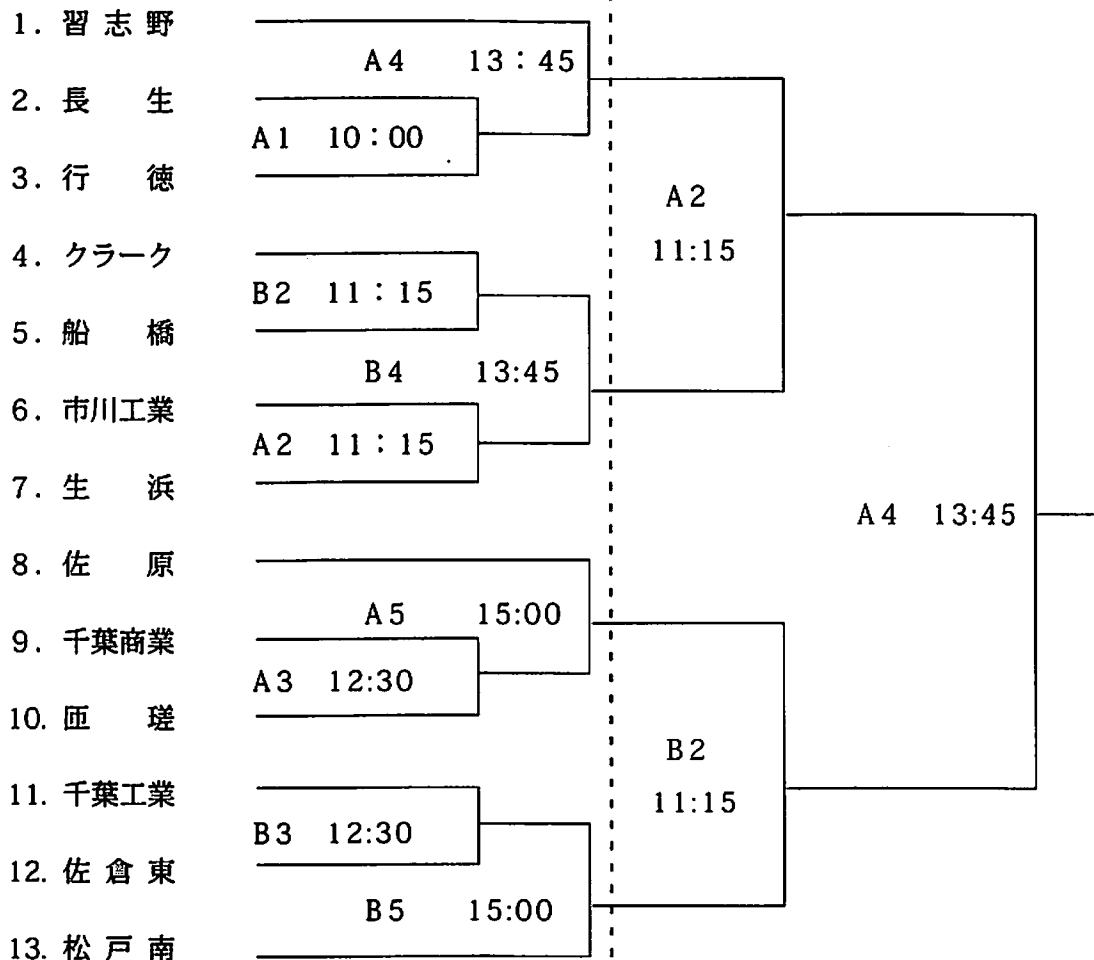 1. 習志野
A4 13：45
2. 長生
A1 10：00
3. 行徳
A2
11:15
4. クラーク
B2 11：15
5. 船橋
B4 13:45
6. 市川工業
A2 11：15
7. 生浜
A4 13:45
8. 佐原
A5 15:00
9. 千葉商業
A3 12:30
10. 匝瑳
B2
11:15
11. 千葉工業
B3 12:30
12. 佐倉東
B5 15:00
13. 松戸南